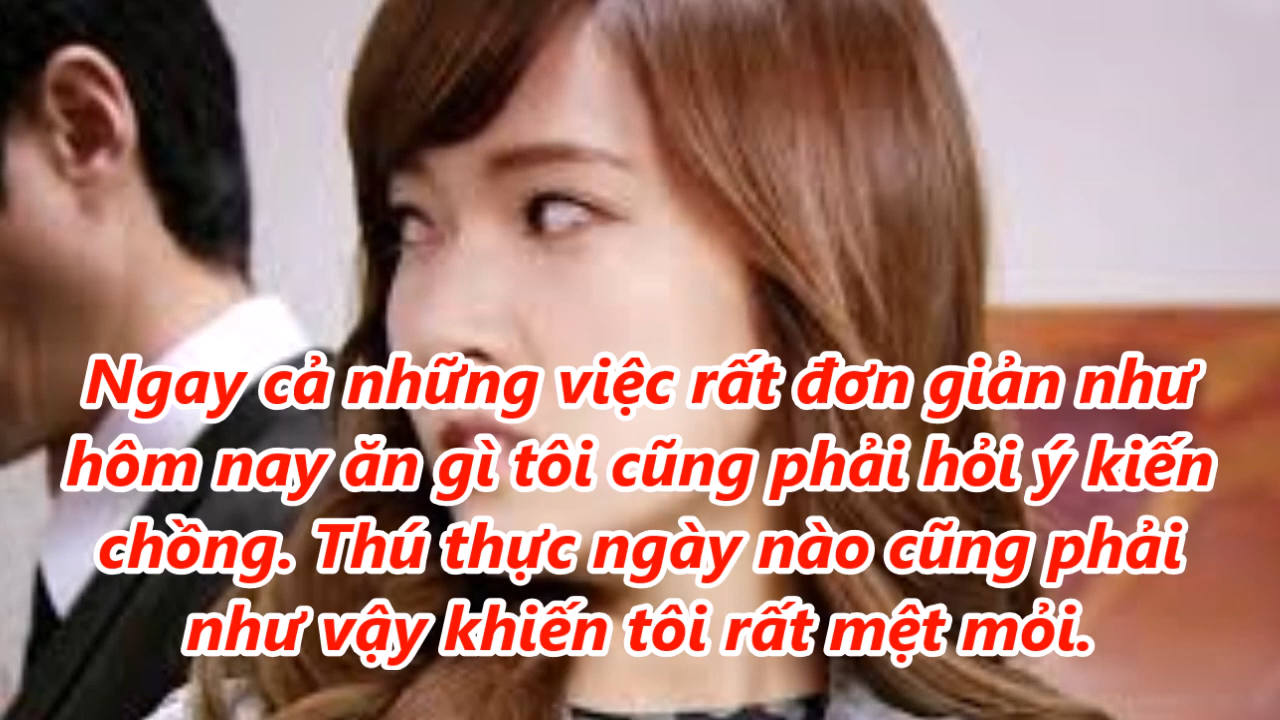 Ngay cả những việc rất đơn giản như
hôm nay ăn gì tôi cũng phải hỏi ý kiến
chồng. Thú thực ngày nào cũng phải
như vậy khiến tôi rất mệt mỏi.